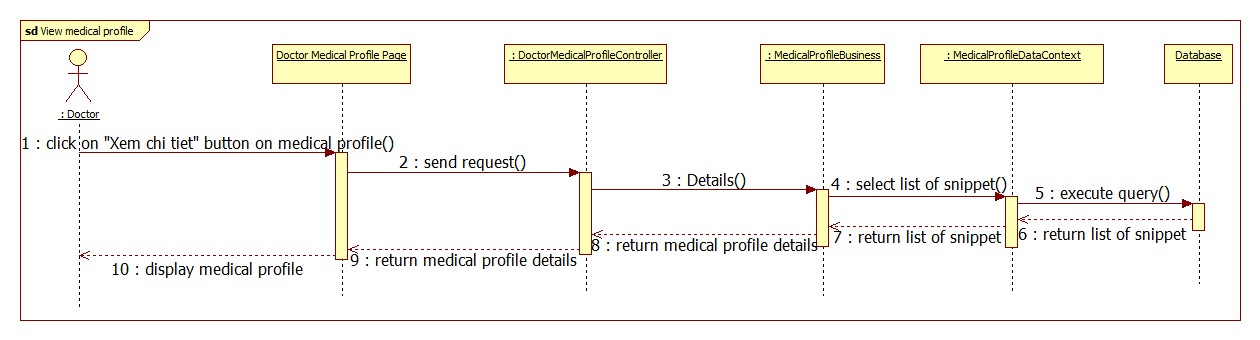 sd View medical profile
: Doctor
Doctor Medical Profile Page
: DoctorMedicalProfileController
: MedicalProfileBusiness
: MedicalProfileDataContext
Database
1 : click on "Xem chi tiet" button on medical profile()
2 : send request()
3 : Details()
4 : select list of snippet()
5 : execute query()
6 : return list of snippet
7 : return list of snippet
8 : return medical profile details
9 : return medical profile details
10 : display medical profile